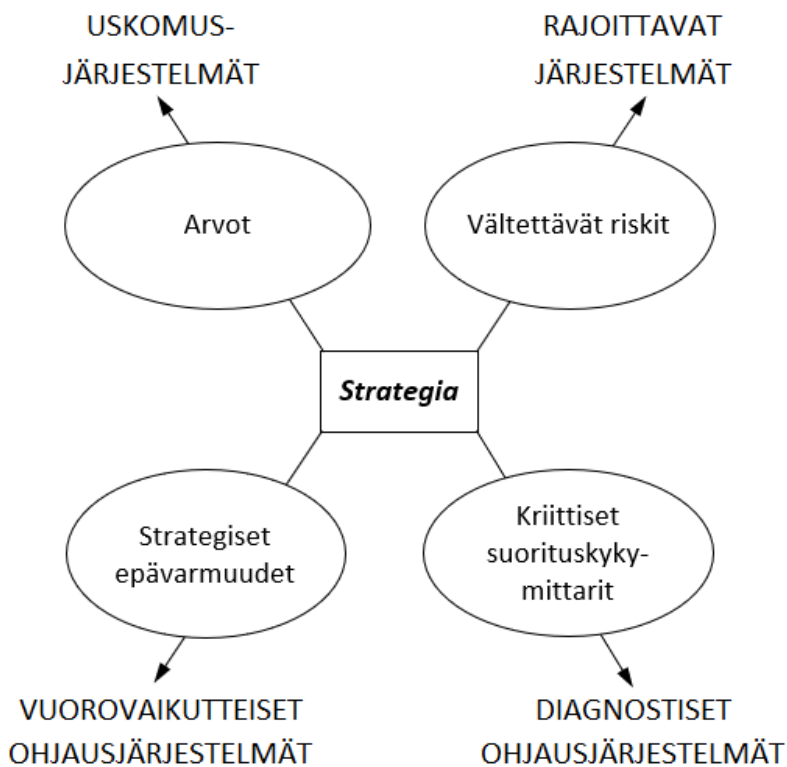 USKOMUS-
JÄRJESTELMÄT
RAJOITTAVAT
JÄRJESTELMÄT
Arvot
Vältettävät riskit
Strategia
Strategiset
epävarmuudet
Kriittiset
suorituskyky-
mittarit
VUOROVAIKUTTEISET
OHJAUSJÄRJESTELMÄT
DIAGNOSTISET
OHJAUSJÄRJESTELMÄT